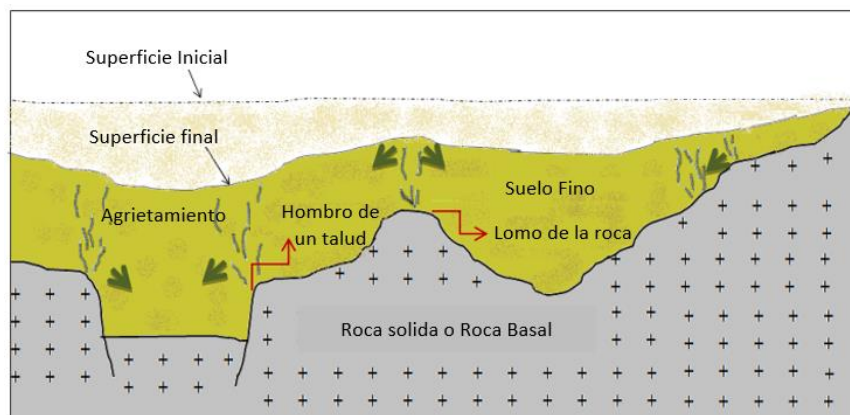 Superficie Inicial
Superficie final
Agrietamiento
Hombro de
un talud
Suelo Fino
Lomo de la roca
Roca solida o Roca Basal